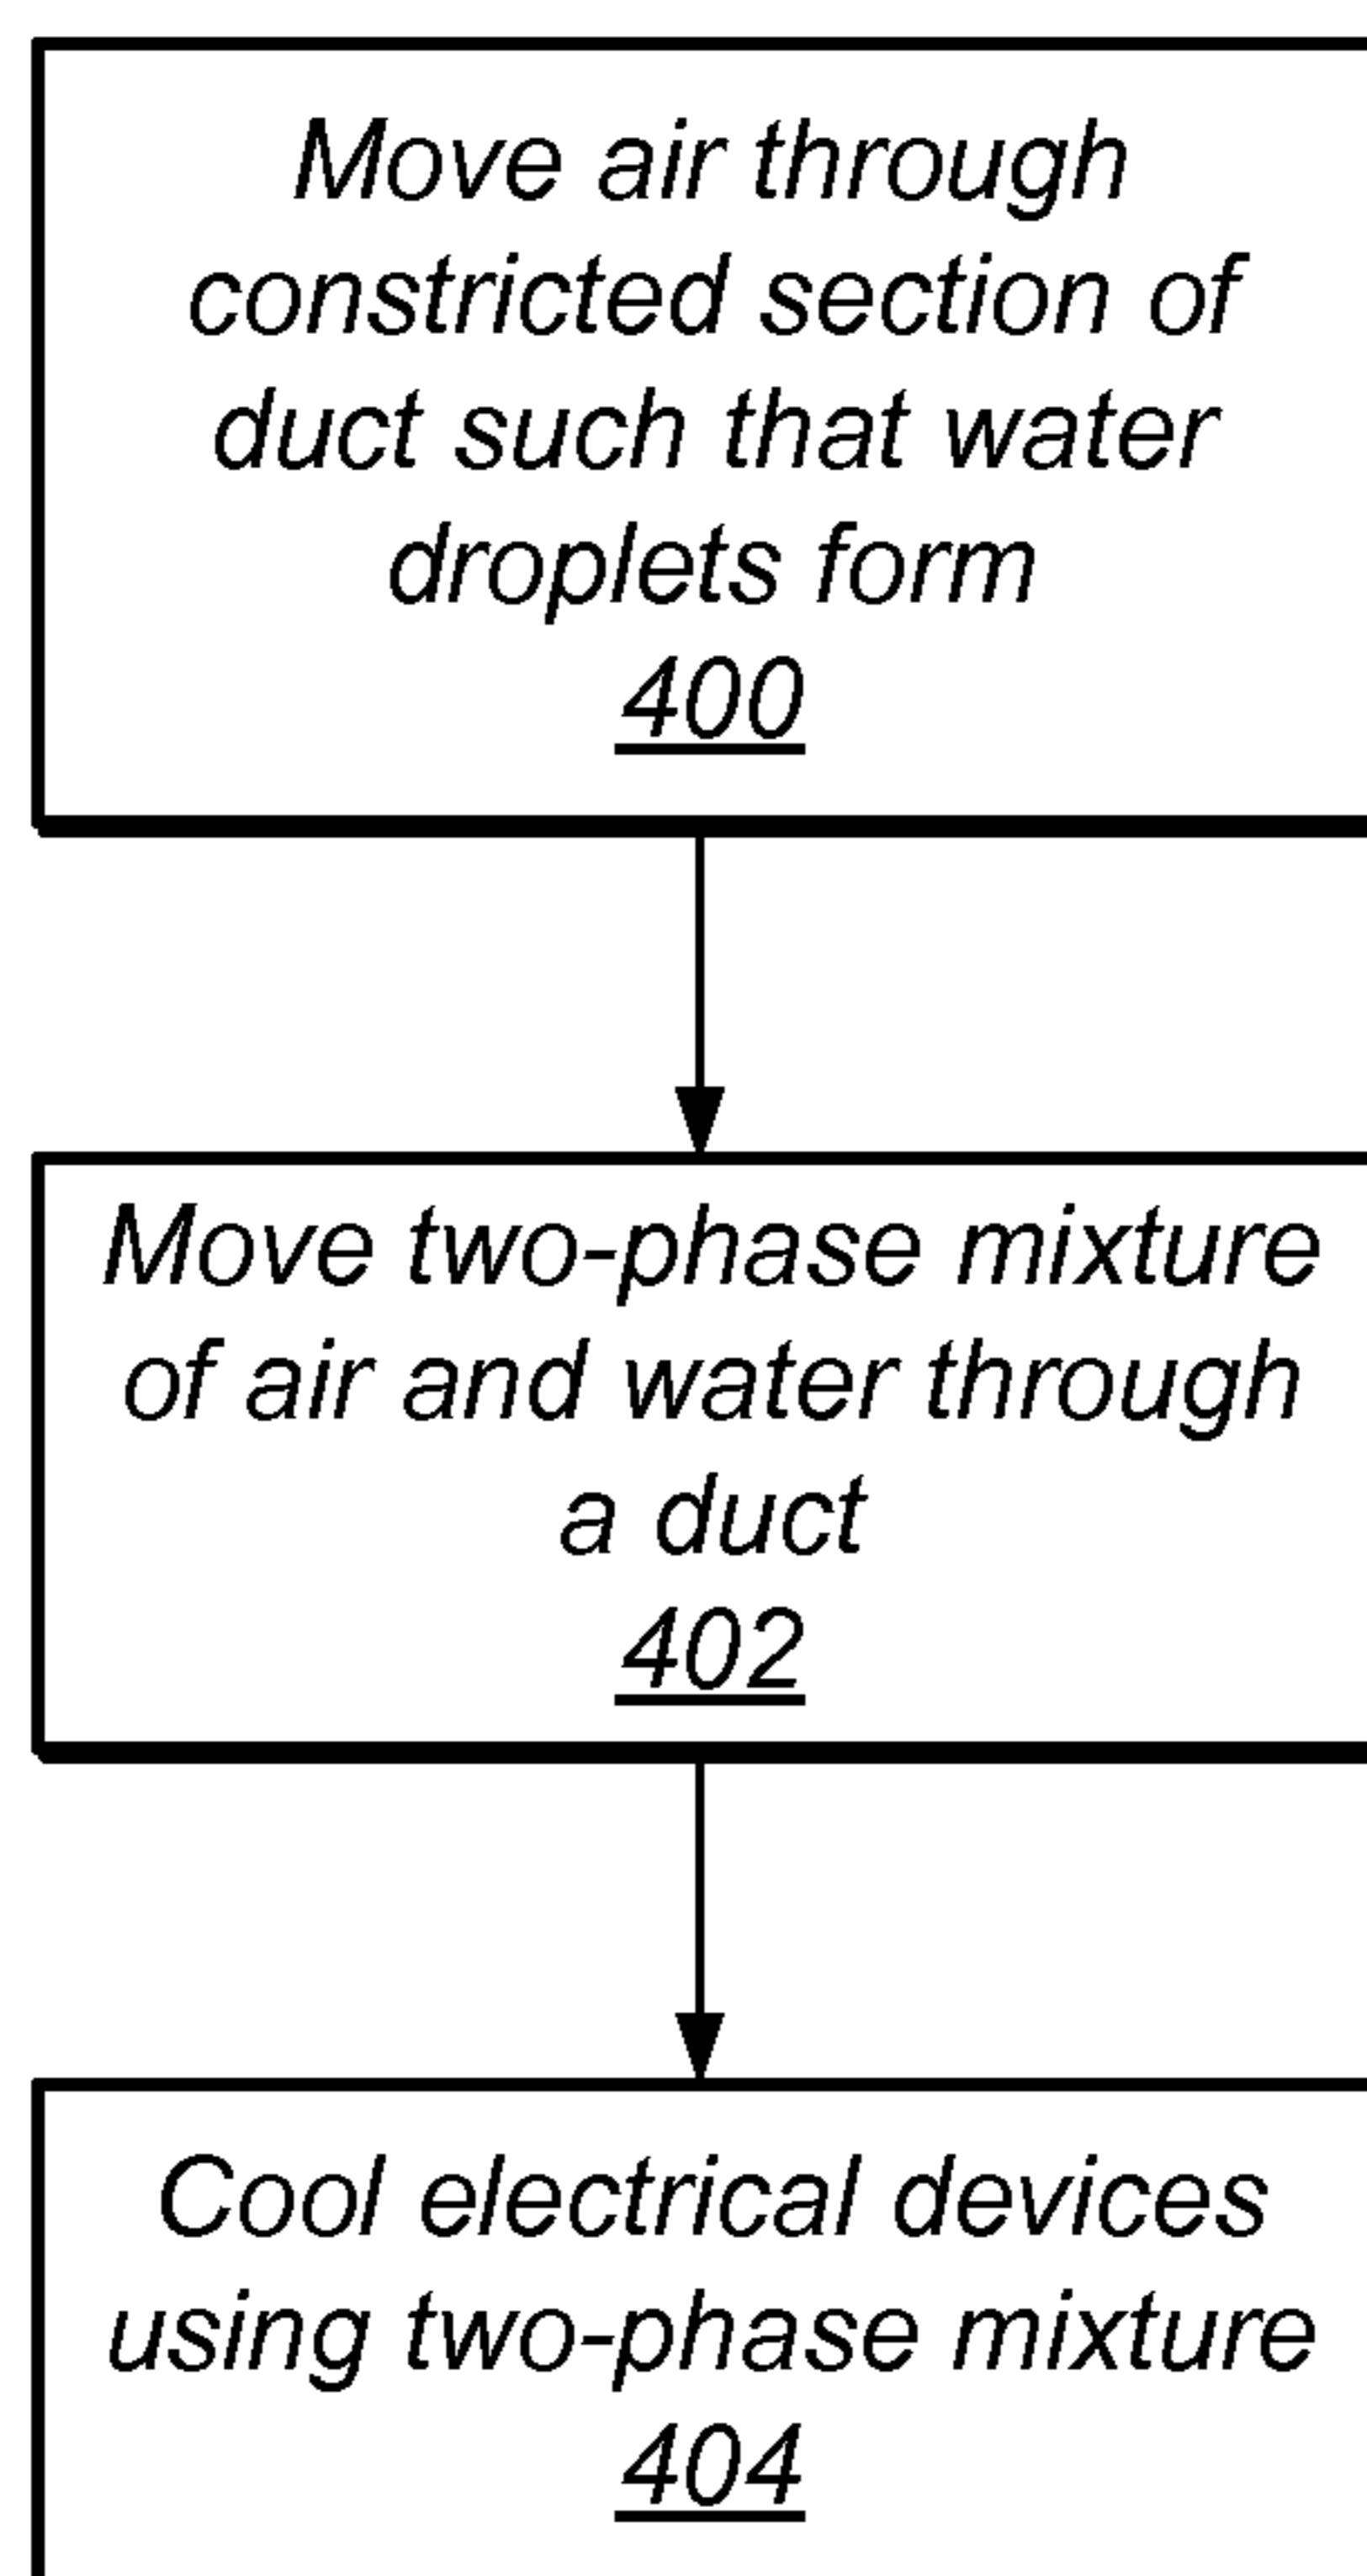 Move air through
constricted section of
duct such that water
droplets form
400
Move two-phase mixture
of air and water through
a duct
402
Cool electrical devices
using two-phase mixture
404